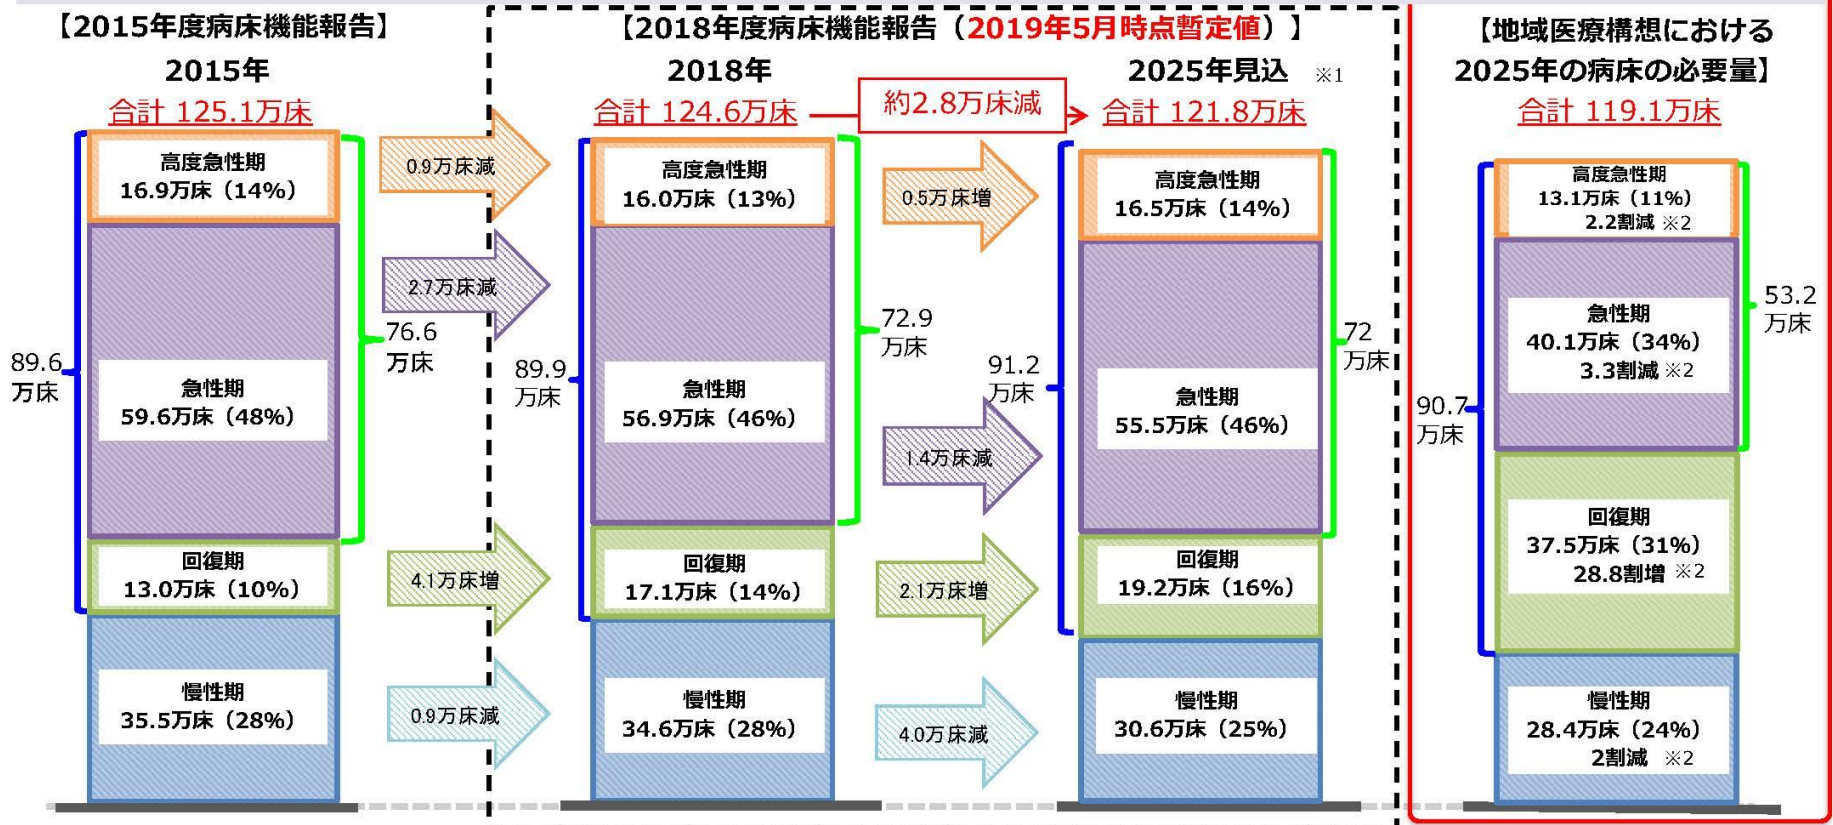 【2015年度病床機能報告】
2015年
合計 125.1万床
高度急性期
16.9万床（14%）
急性期
59.6万床（48%）
回復期
13.0万床（10%）
慢性期
35.5万床（28%）
89.6
万床
76.6
万床
0.9万床減
2.7万床減
4.1万床増
0.9万床減
【2018年度病床機能報告（2019年5月時点暫定値）】
2018年
合計 124.6万床
約2.8万床減
高度急性期
16.0万床（13%）
急性期
56.9万床（46%）
回復期
17.1万床（14%）
慢性期
34.6万床（28%）
89.9
万床
72.9
万床
0.5万床増
1.4万床減
2.1万床増
4.0万床減
2025年見込 ※1
合計 121.8万床
高度急性期
16.5万床（14%）
急性期
55.5万床（46%）
回復期
19.2万床（16%）
慢性期
30.6万床（25%）
91.2
万床
72
万床
【地域医療構想における
2025年の病床の必要量】
合計 119.1万床
高度急性期
13.1万床（11%）
2.2割減 ※2
急性期
40.1万床（34%）
3.3割減 ※2
回復期
37.5万床（31%）
28.8割増 ※2
慢性期
28.4万床（24%）
2割減 ※2
90.7
万床
53.2
万床